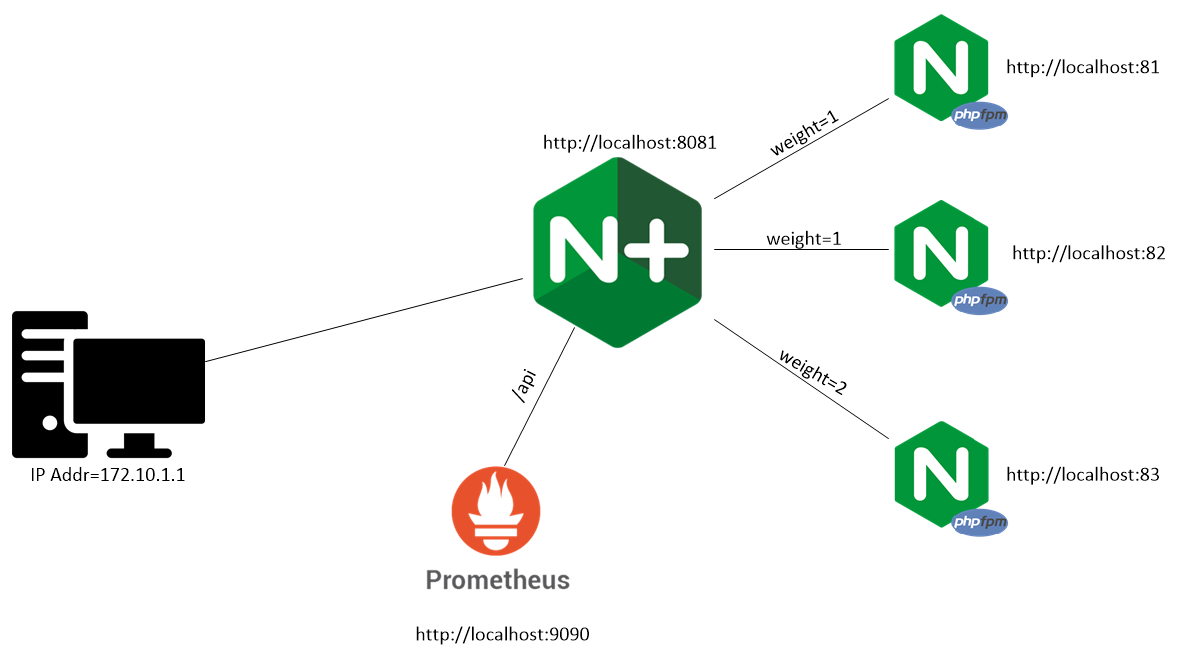 http://localhost:81
phpfpm
weight=1
http://localhost:8081
N+
N
weight=1
http://localhost:82
N
phpfpm
weight=2
/api
N
http://localhost:83
phpfpm
IP Addr=172.10.1.1
Prometheus
http://localhost:9090